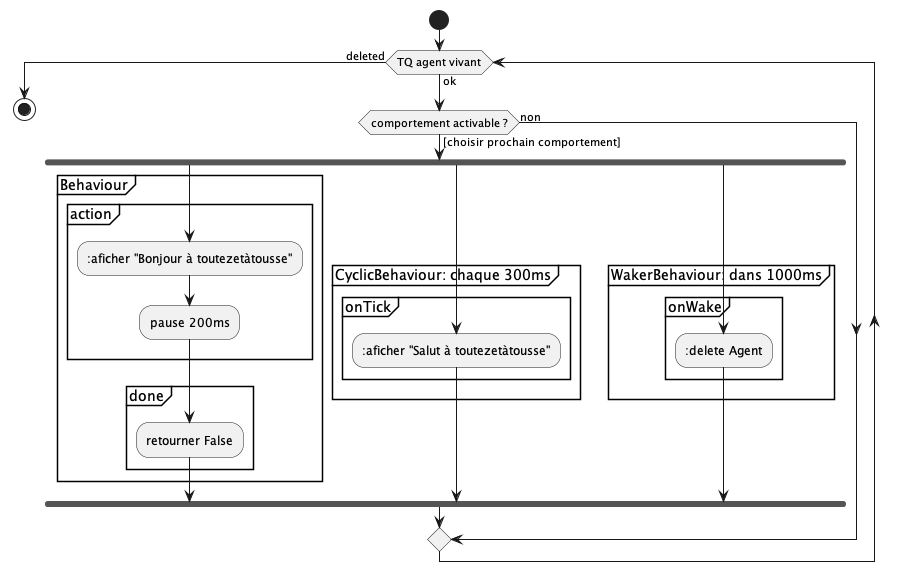 deleted
TQ agent vivant
ok
comportement activable ?
non
[choisir prochain comportement]
Behaviour
action
:aficher "Bonjour à toutezetàtousse"
pause 200ms
done
retourner False
CyclicBehaviour: chaque 300ms
onTick
:aficher "Salut à toutezetàtousse"
WakerBehaviour: dans 1000ms
onWake
:delete Agent